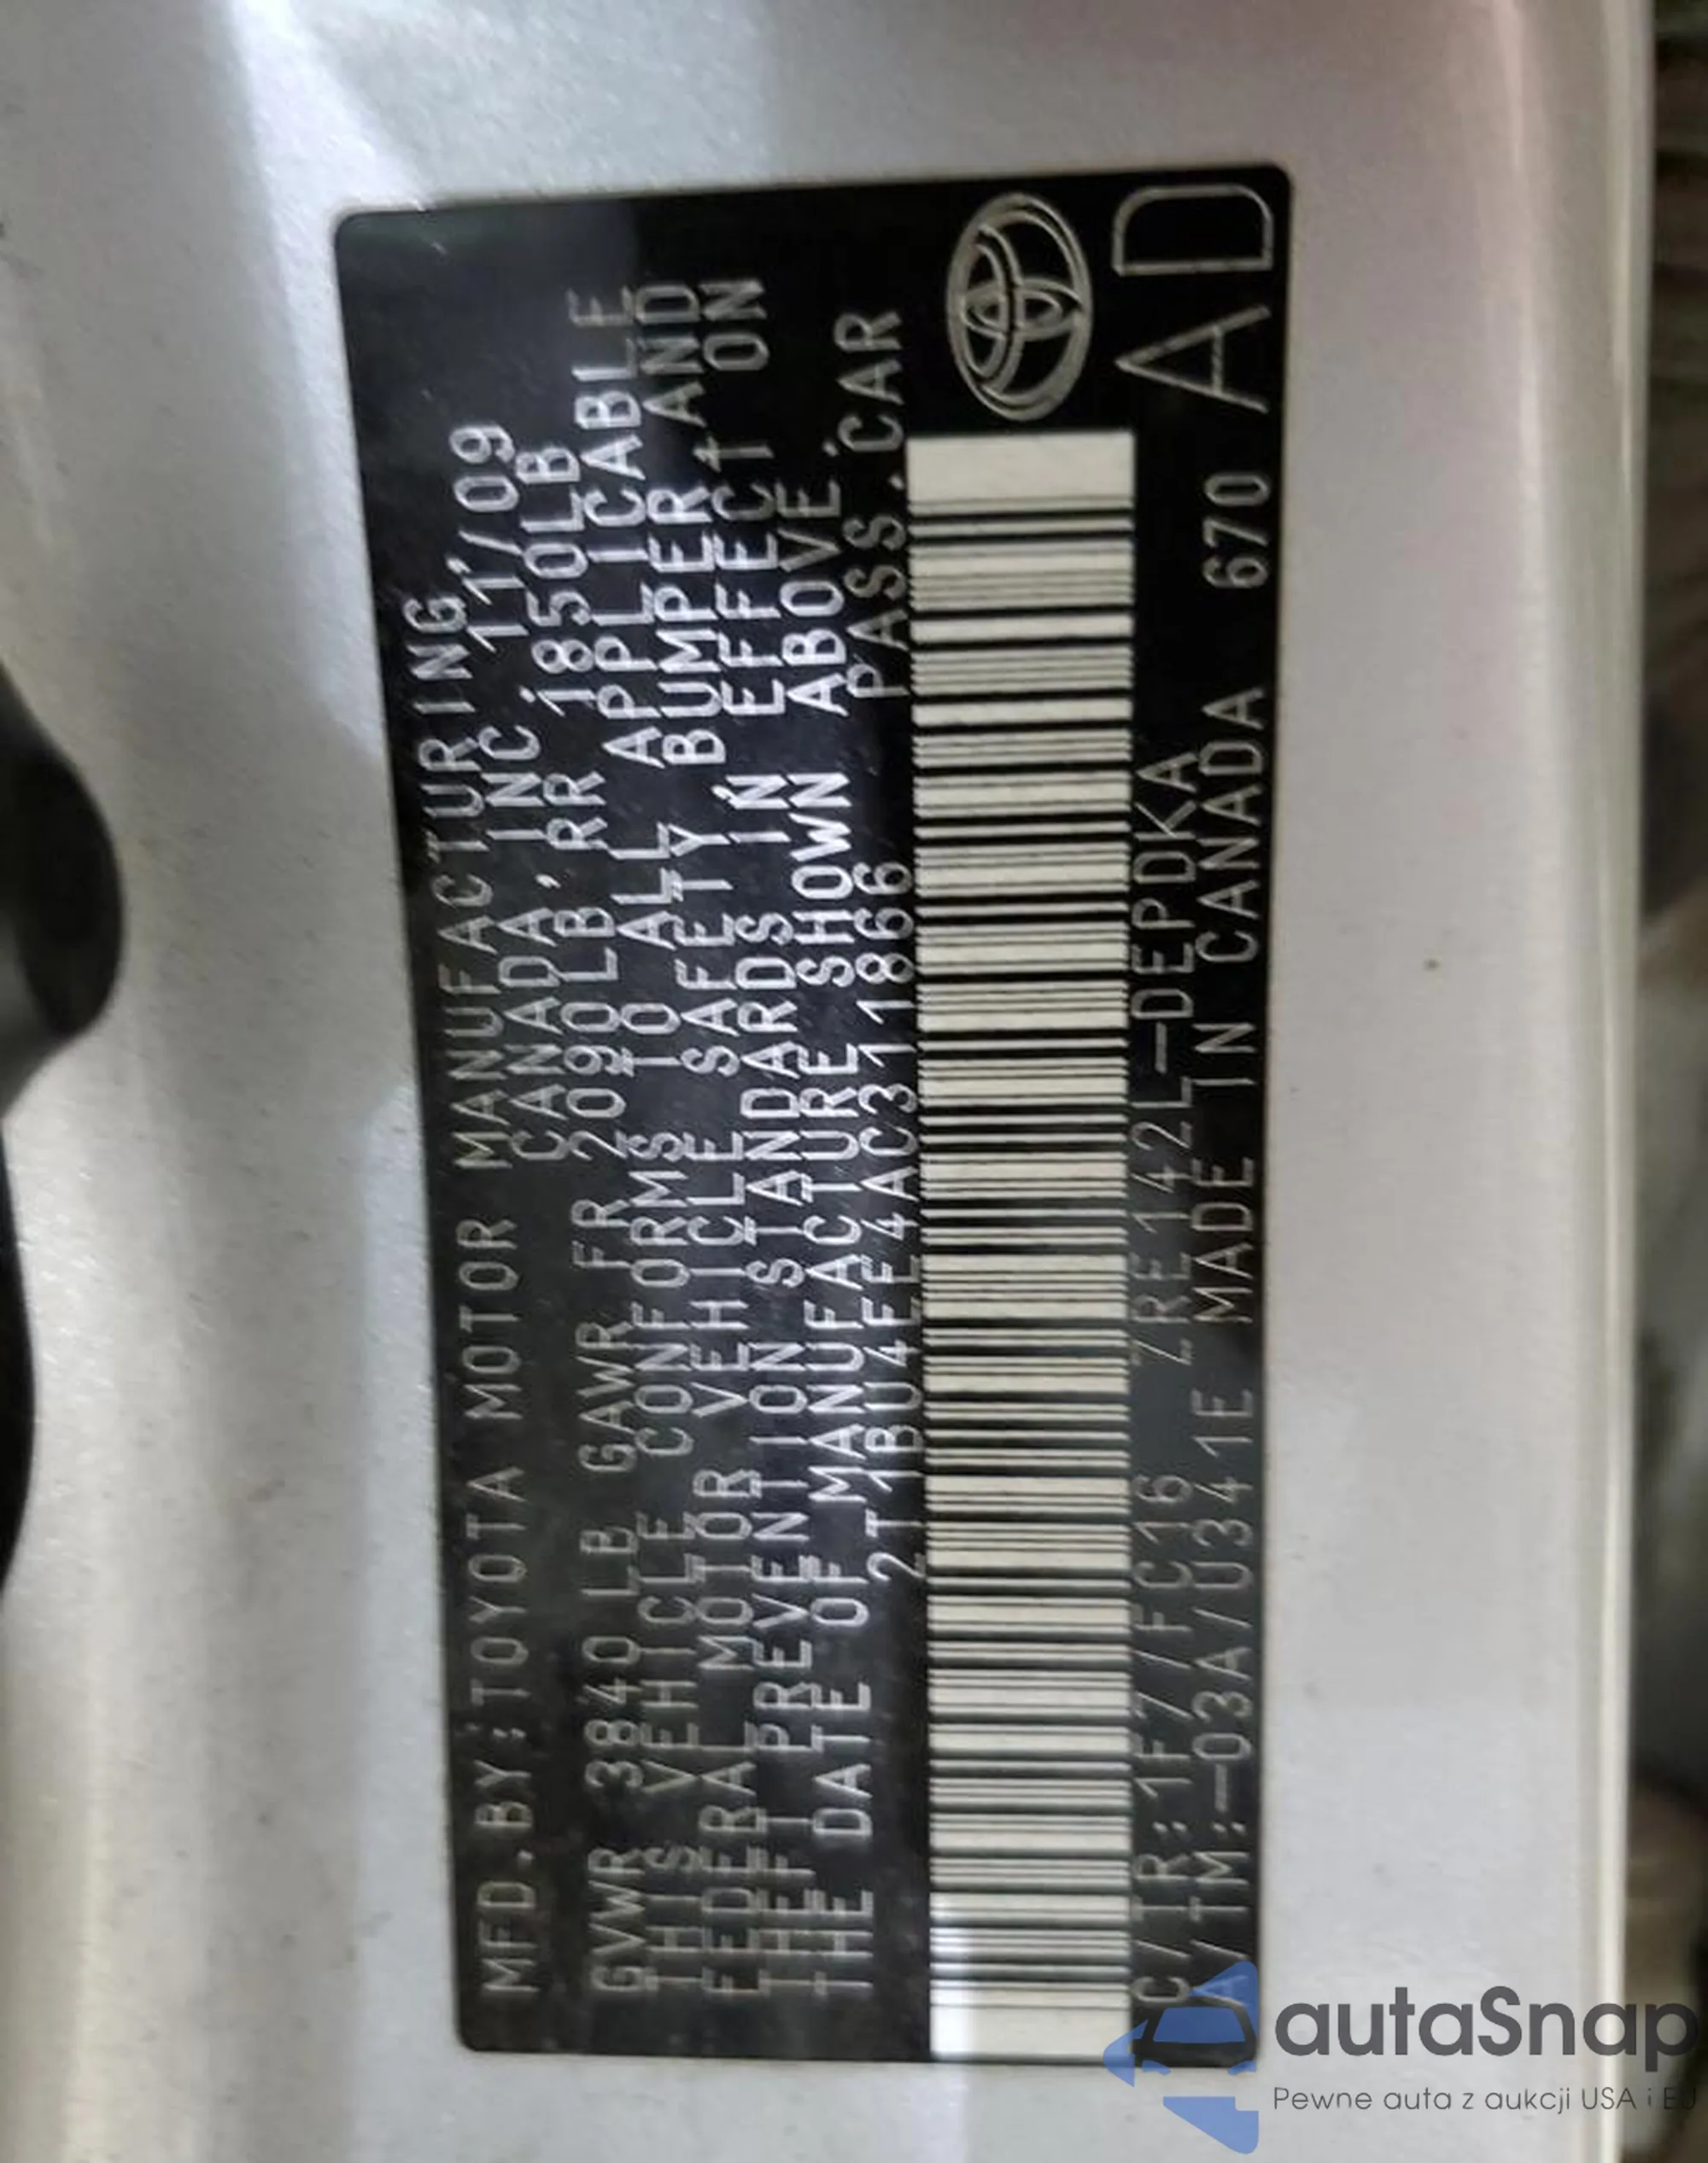 MFD.BY:TOYOTA MOTOR MANUFACTURING
CANADA, INC. 11/09
GVWR 3840 LB GAWR FR 2090LB, RR 1850LB
THIS VEHICLE CONFORMS TO ALL APPLICABLE
FEDERAL MOTOR VEHICLE SAFETY BUMPER, AND
THEFT PREVENTION STANDARDS IN EFFECT ON
THE DATE OF MANUFACTURE SHOWN ABOVE.
2T1BU4EE4AC311866 PASS.CAR
C/TR:1F7/FC16 ZRE142L-DEPDKA
A/TM:-03A/U341E MADE IN CANADA 670 AD
autaSnap
Pewne auta z aukcji USA i EU